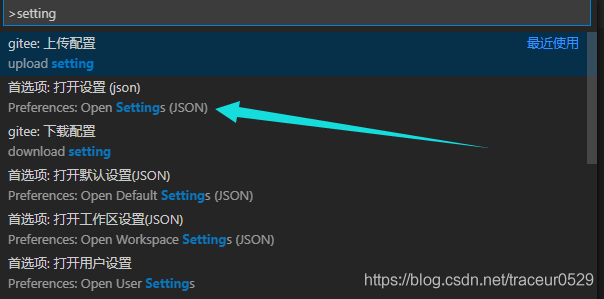 >setting
gitee: 上传配置 最近使用
upload setting
首选项: 打开设置 (json)
Preferences: Open Settings (JSON)
gitee: 下载配置
download setting
首选项: 打开默认设置(JSON)
Preferences: Open Default Settings (JSON)
首选项: 打开工作区设置(JSON)
Preferences: Open Workspace Settings (JSON)
首选项: 打开用户设置
Preferences: Open User Settings
https://blog.csdn.net/traceur0529